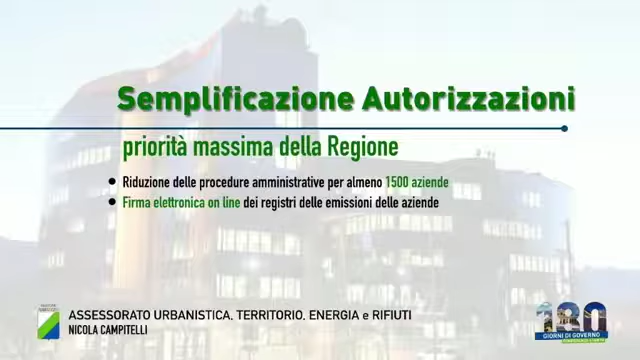 Semplificazione Autorizzazioni
priorità massima della Regione
Riduzione delle procedure amministrative per almeno 1500 aziende
Firma elettronica on line dei registri delle emissioni delle aziende
ASSESSORATO URBANISTICA, TERRITORIO, ENERGIA e RIFIUTI
NICOLA CAMPITELLI
180
GIORNI DI GOVERNO